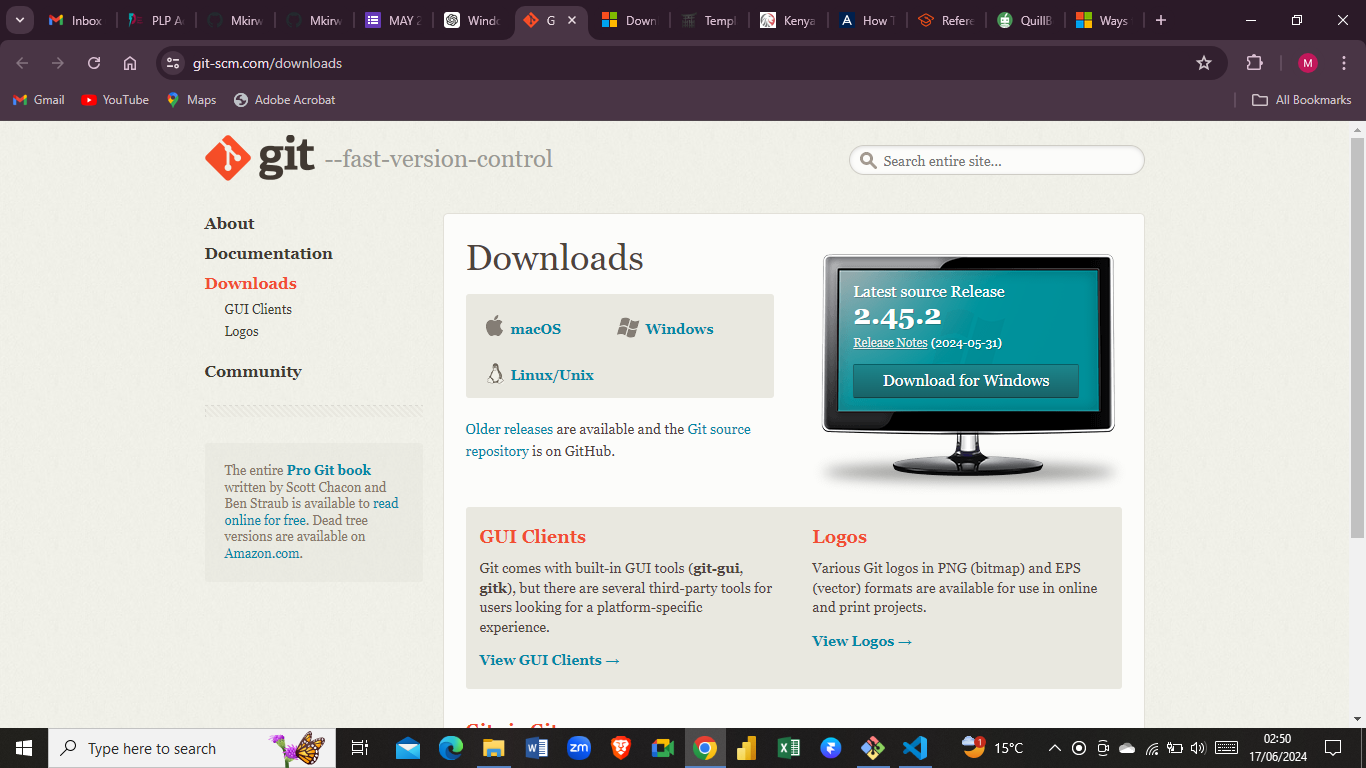 Inbox
PLP A
Mkirw
Mkirw
MAY 2
Windo
G
Down
Templ
Kenya
How T
Refere
QuillB
Ways
git-scm.com/downloads
M
Gmail
YouTube
Maps
Adobe Acrobat
All Bookmarks
git --fast-version-control
Search entire site...
About
Documentation
Downloads
GUI Clients
Logos
Community
The entire Pro Git book
written by Scott Chacon and
Ben Straub is available to read
online for free. Dead tree
versions are available on
Amazon.com.
Downloads
macOS
Windows
Linux/Unix
Older releases are available and the Git source
repository is on GitHub.
Latest source Release
2.45.2
Release Notes (2024-05-31)
Download for Windows
GUI Clients
Git comes with built-in GUI tools (git-gui,
gitk), but there are several third-party tools for
users looking for a platform-specific
experience.
View GUI Clients →
Logos
Various Git logos in PNG (bitmap) and EPS
(vector) formats are available for use in online
and print projects.
View Logos →
Type here to search
zm
1
15°C
02:50
17/06/2024